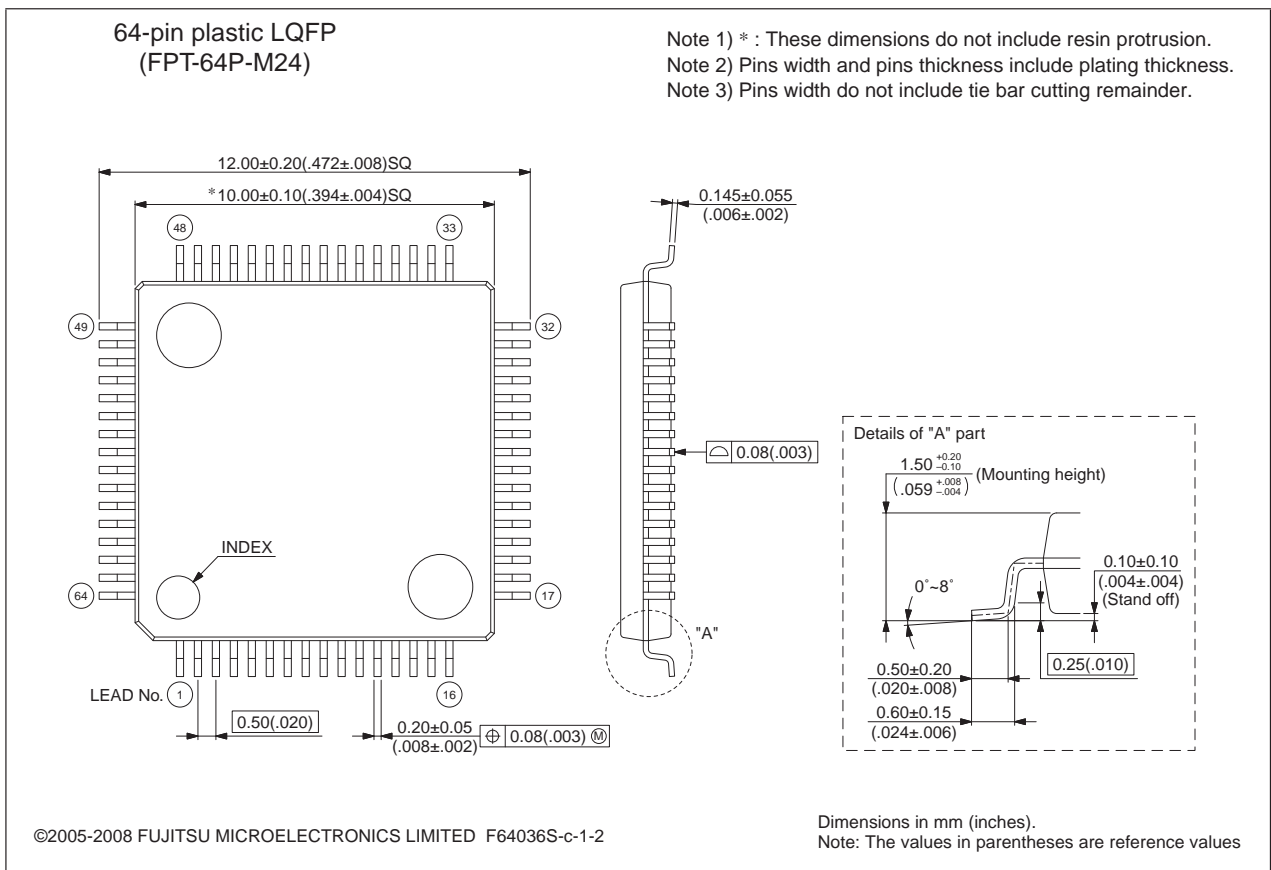 64-pin plastic LQFP
(FPT-64P-M24)
Note 1) * : These dimensions do not include resin protrusion.
Note 2) Pins width and pins thickness include plating thickness.
Note 3) Pins width do not include tie bar cutting remainder.
12.00±0.20(.472±.008)SQ
*10.00±0.10(.394±.004)SQ
0.145±0.055
(.006±.002)
48
33
49
32
0.08(.003)
INDEX
64
17
"A"
LEAD No. 1
16
0.50(.020)
0.20±0.05
(.008±.002)
⌖ 0.08(.003) Ⓜ
Details of "A" part
1.50 +0.20 –0.10 (Mounting height)
(.059 +.008 –.004)
0°~8°
0.10±0.10
(.004±.004)
(Stand off)
0.25(.010)
0.50±0.20
(.020±.008)
0.60±0.15
(.024±.006)
©2005-2008 FUJITSU MICROELECTRONICS LIMITED F64036S-c-1-2
Dimensions in mm (inches).
Note: The values in parentheses are reference values